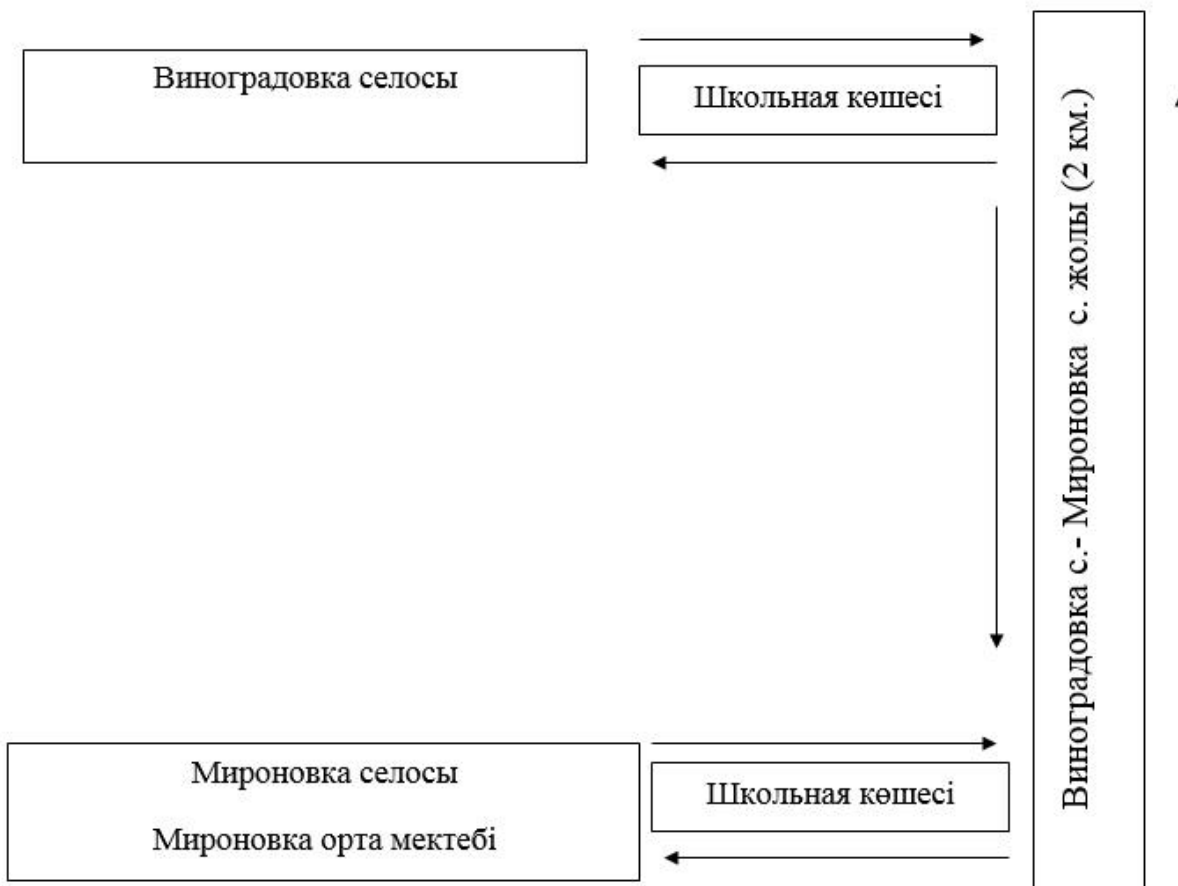 Виноградовка селосы
Школьная көшесі
Виноградовка с.- Мироновка с. жолы (2 км.)
Мироновка селосы
Мироновка орта мектебі
Школьная көшесі